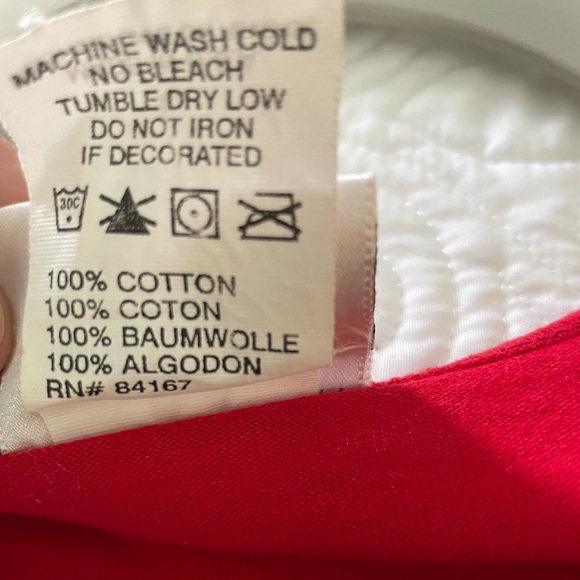 MACHINE WASH COLD
NO BLEACH
TUMBLE DRY LOW
DO NOT IRON
IF DECORATED
30C
100% COTTON
100% COTON
100% BAUMWOLLE
100% ALGODON
RN# 84167